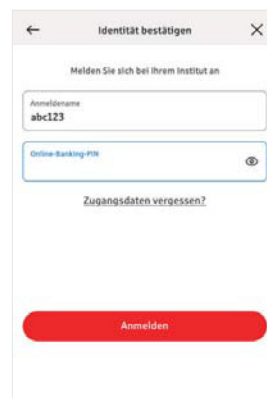 Identität bestätigen
Melden Sie sich bei Ihrem Institut an
Anmeldename
abc123
Online-Banking-PIN
Zugangsdaten vergessen?
Anmelden